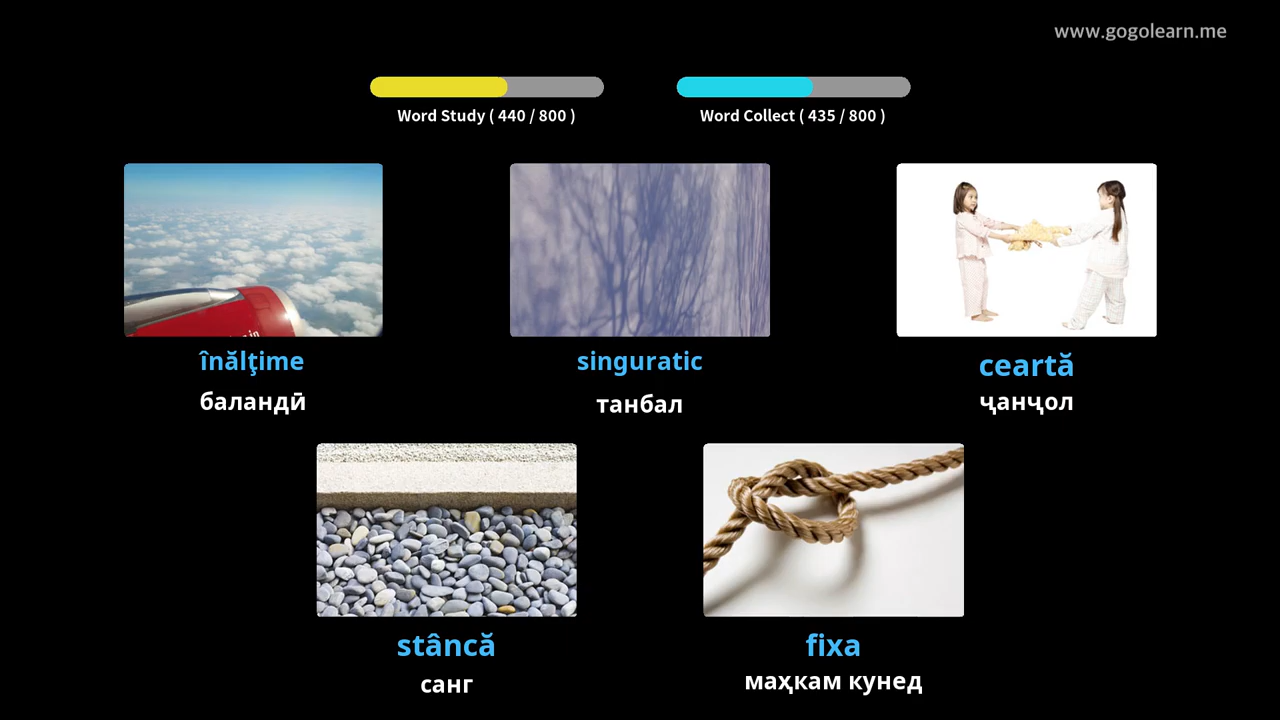 www.gogolearn.me
Word Study ( 440 / 800 )
Word Collect ( 435 / 800 )
înălţime
баландӣ
singuratic
танбал
ceartă
ҷанҷол
stâncă
санг
fixa
маҳкам кунед